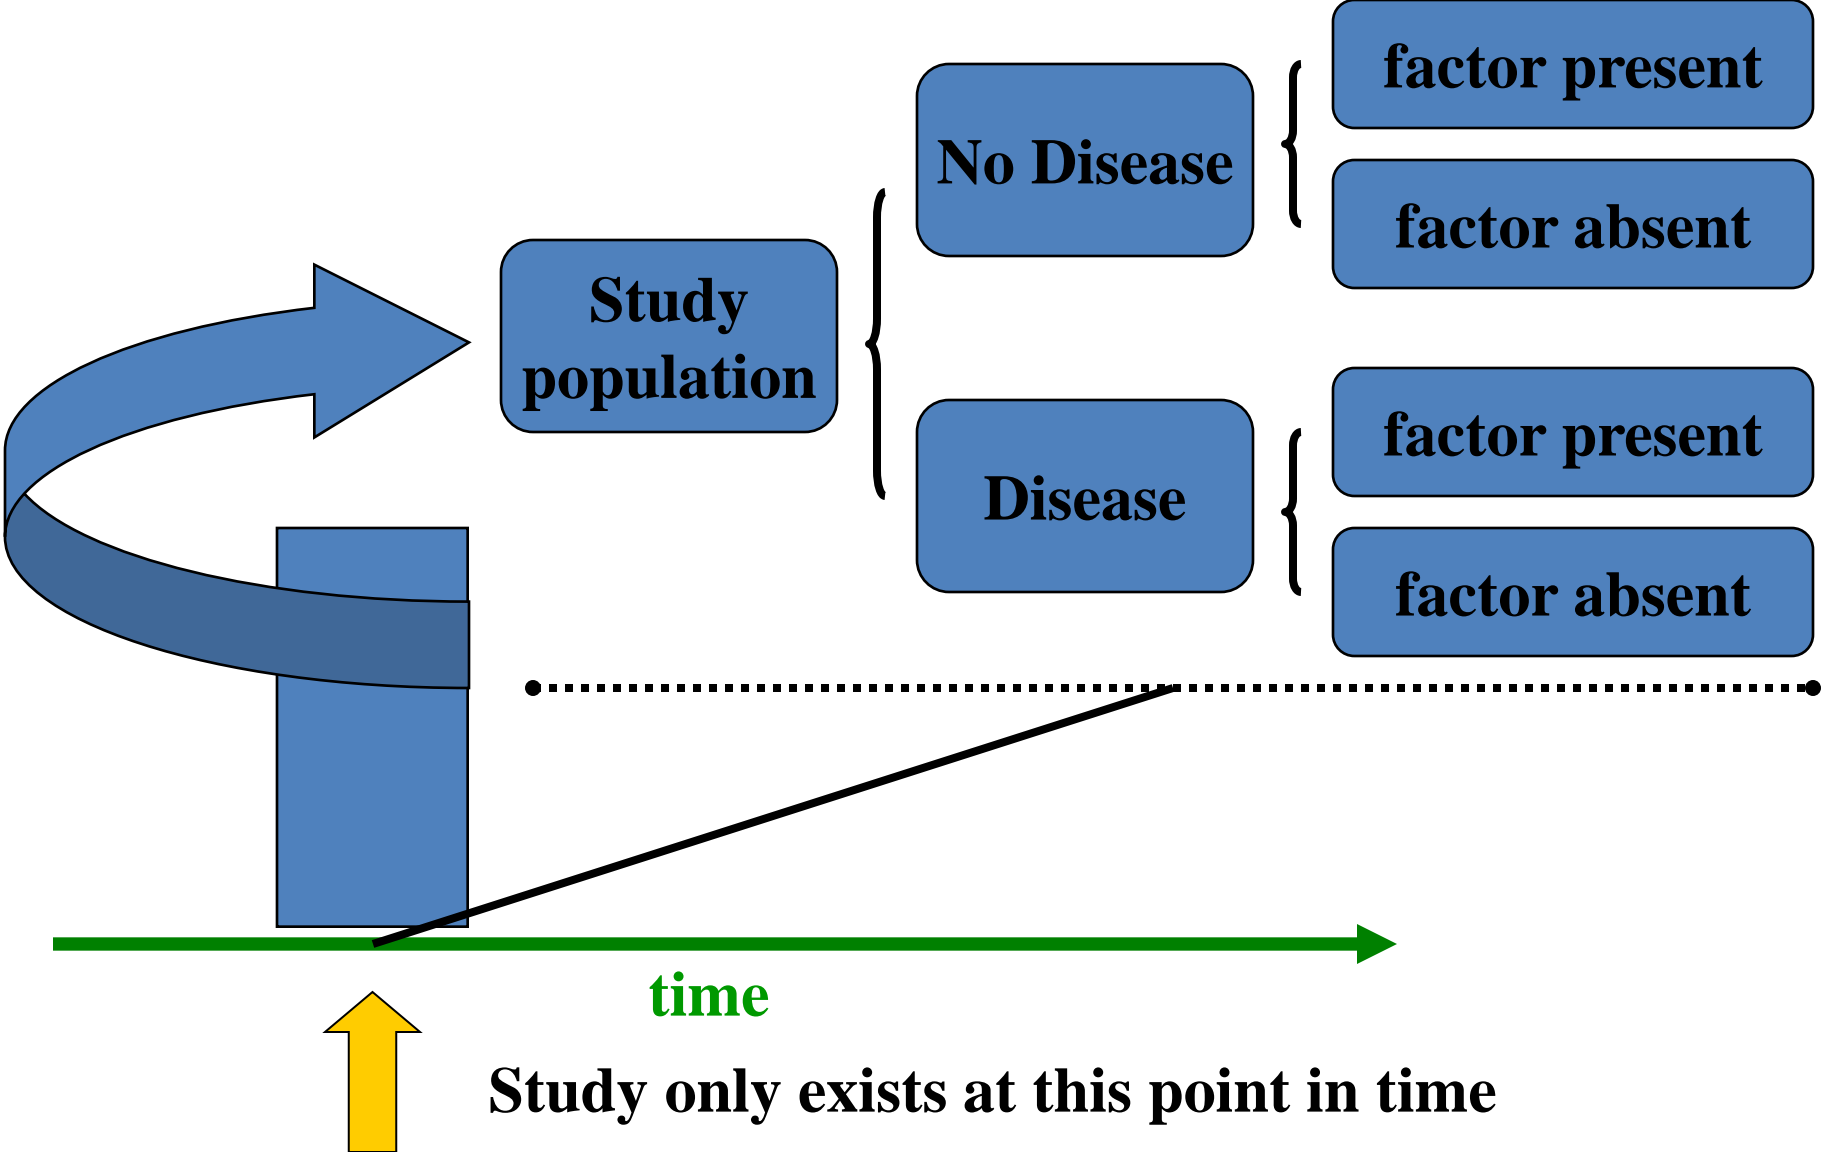 factor present
No Disease
factor absent
Study
population
factor present
Disease
factor absent
time
Study only exists at this point in time